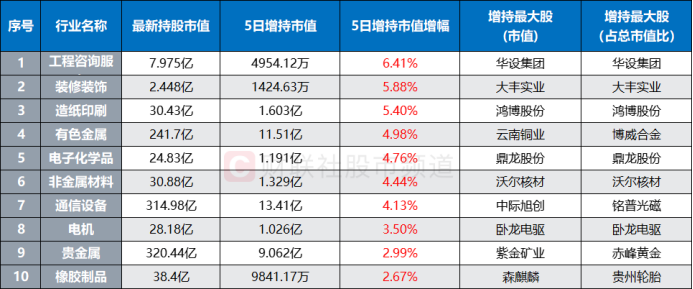 序号 行业名称 最新持股市值 5日增持市值 5日增持市值增幅 增持最大股（市值） 增持最大股（占总市值比）
1 工程咨询服 7.975亿 4954.12万 6.41% 华设集团 华设集团
2 装修装饰 2.448亿 1424.63万 5.88% 大丰实业 大丰实业
3 造纸印刷 30.43亿 1.603亿 5.40% 鸿博股份 鸿博股份
4 有色金属 241.7亿 11.51亿 4.98% 云南铜业 博威合金
5 电子化学品 24.83亿 1.191亿 4.76% 鼎龙股份 鼎龙股份
6 非金属材料 30.88亿 1.329亿 4.44% 沃尔核材 沃尔核材
7 通信设备 314.98亿 13.41亿 4.13% 中际旭创 铭普光磁
8 电机 28.18亿 1.026亿 3.50% 卧龙电驱 卧龙电驱
9 贵金属 320.44亿 9.062亿 2.99% 紫金矿业 赤峰黄金
10 橡胶制品 38.4亿 9841.17万 2.67% 森麒麟 贵州轮胎
财联社股市频道